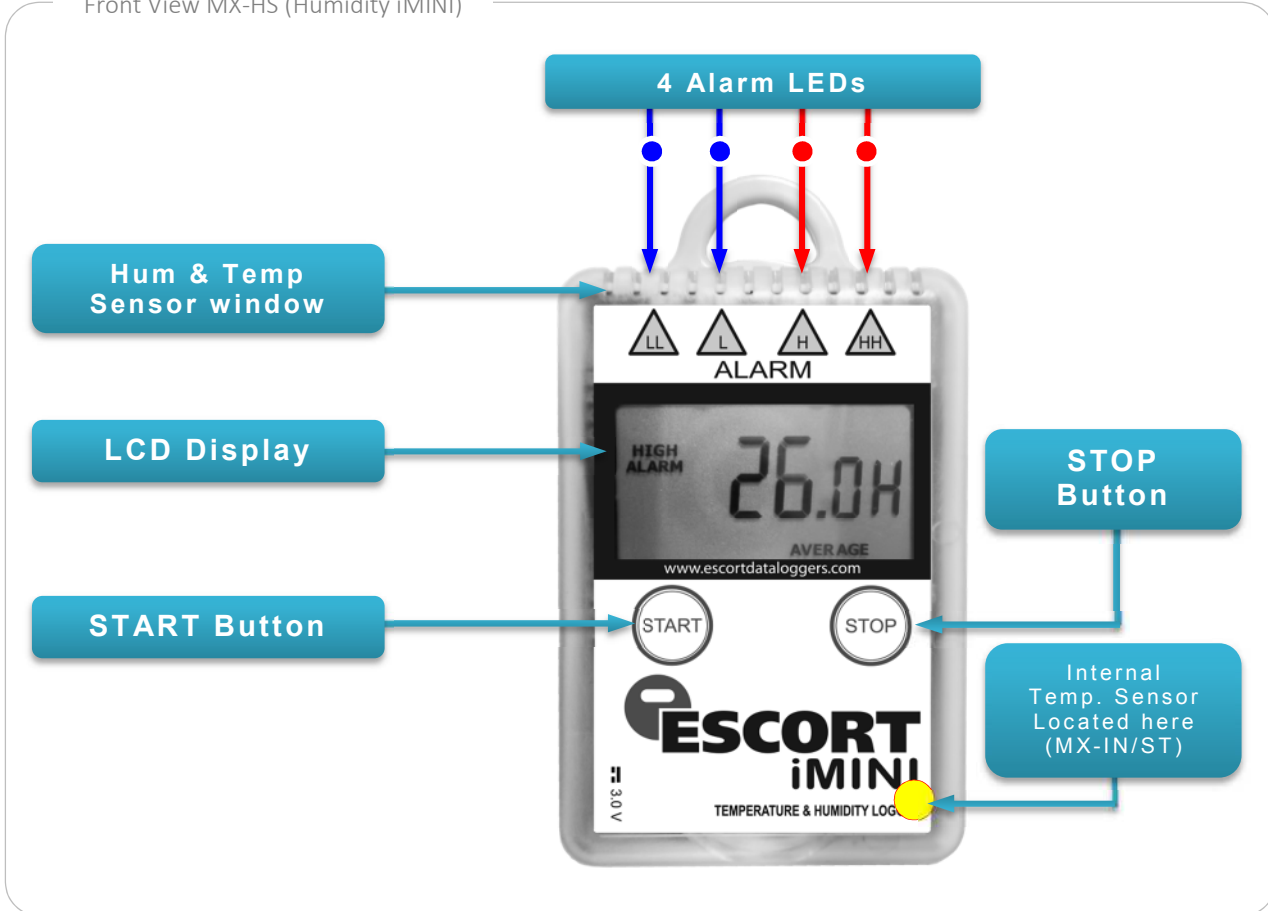 Front View MX-HS (Humidity iMINI)
4 Alarm LEDs
Hum & Temp
Sensor window
LL L H HH
ALARM
LCD Display
HIGH
ALARM
26.0H
AVERAGE
www.escortdataloggers.com
STOP
Button
START Button
START
STOP
Internal
Temp. Sensor
Located here
(MX-IN/ST)
ESCORT
iMINI
3.0 V
TEMPERATURE & HUMIDITY